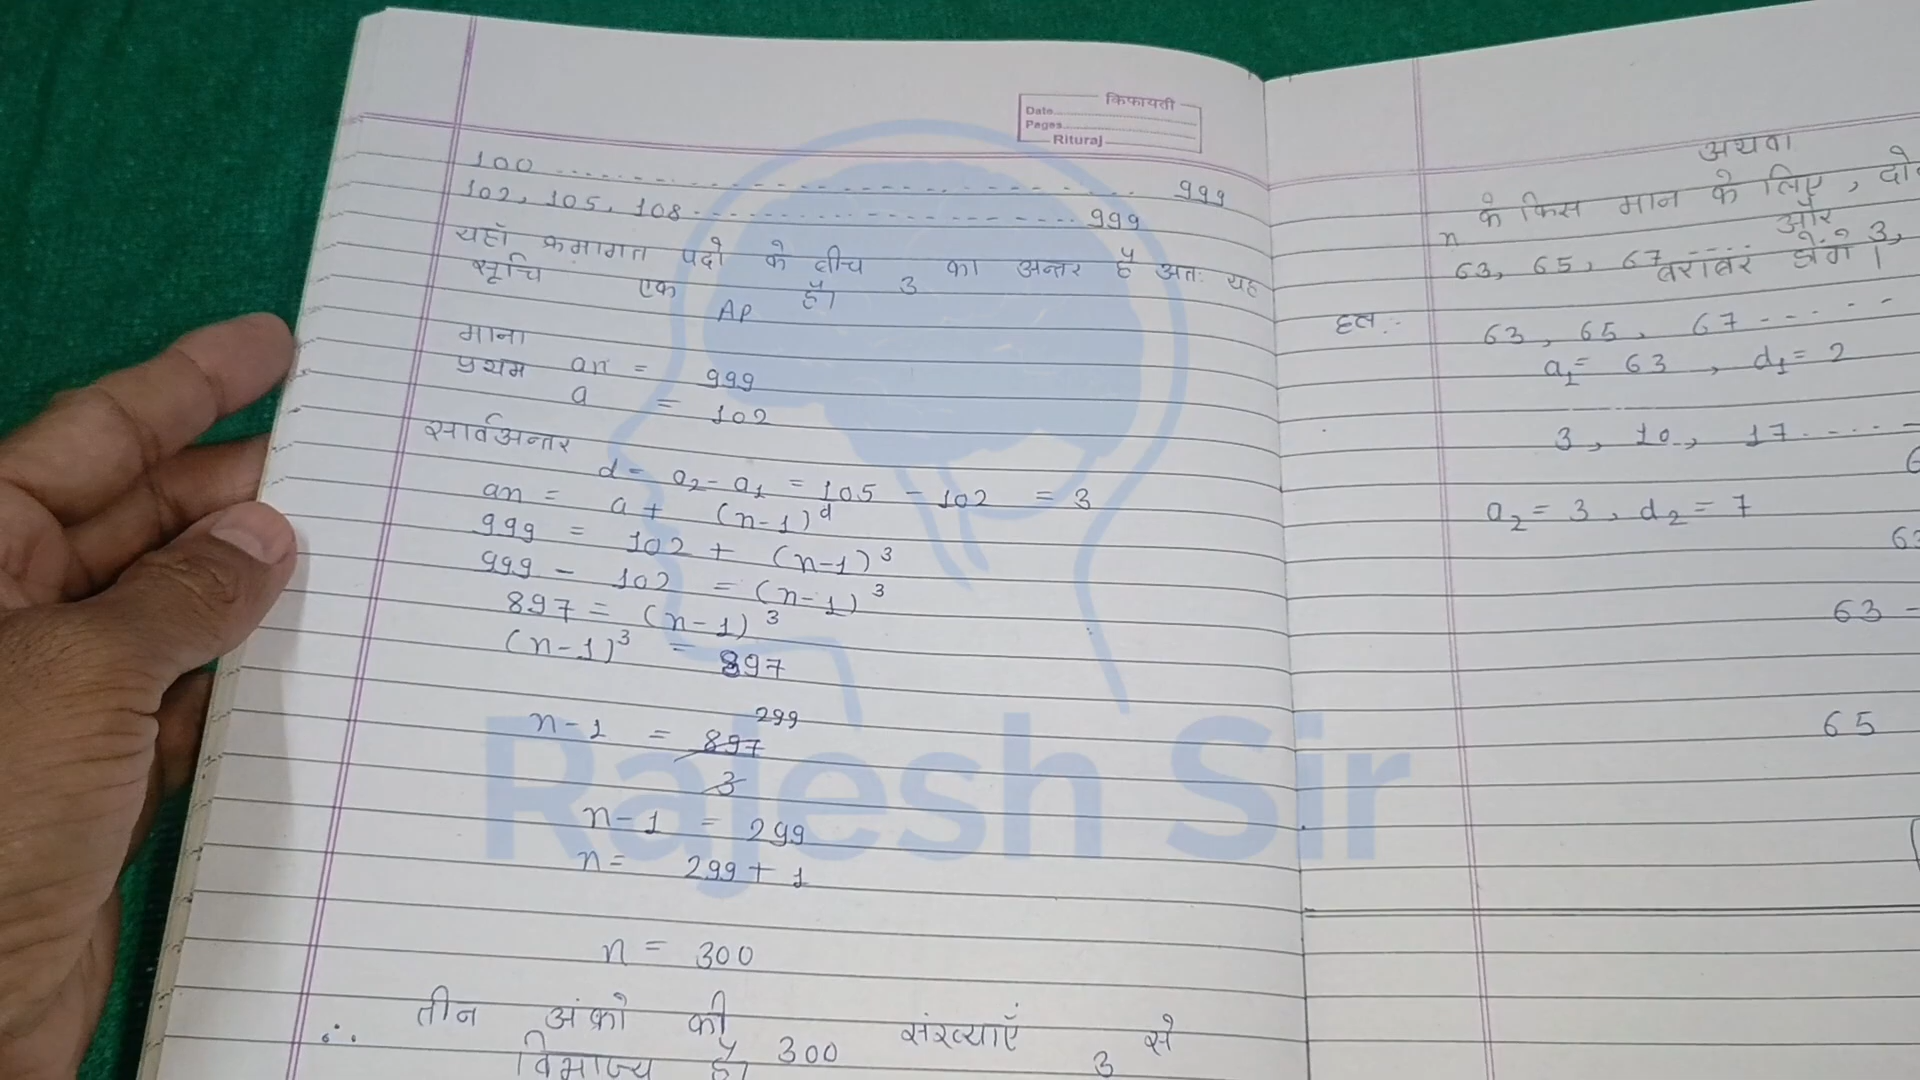 किफायती
Date
Pages
Rituraj
100 ........................... 999
102, 105, 108 .................... 999
यहाँ क्रमागत पदो के बीच 3 का अन्तर है अतः यह
सूचि एक AP है।
माना an = 999
प्रथम a = 102
सार्वअन्तर
d = a₂ - a₁ = 105 - 102 = 3
an = a + (n-1)d
999 = 102 + (n-1)3
999 - 102 = (n-1)3
897 = (n-1)3
(n-1)3 = 897
299
n-1 = 897
3
n-1 = 299
n = 299 + 1
n = 300
∴ तीन अंको की 300 संख्याएँ 3 से
विभाज्य है।
अथवा
n के किस मान के लिए,
63, 65, 67 .... और 3,
बराबर होगे।
हल :-
63, 65, 67 .....
a₁ = 63, d₁ = 2
3, 10, 17 .....
a₂ = 3, d₂ = 7
63
63 -
65
Rajesh Sir